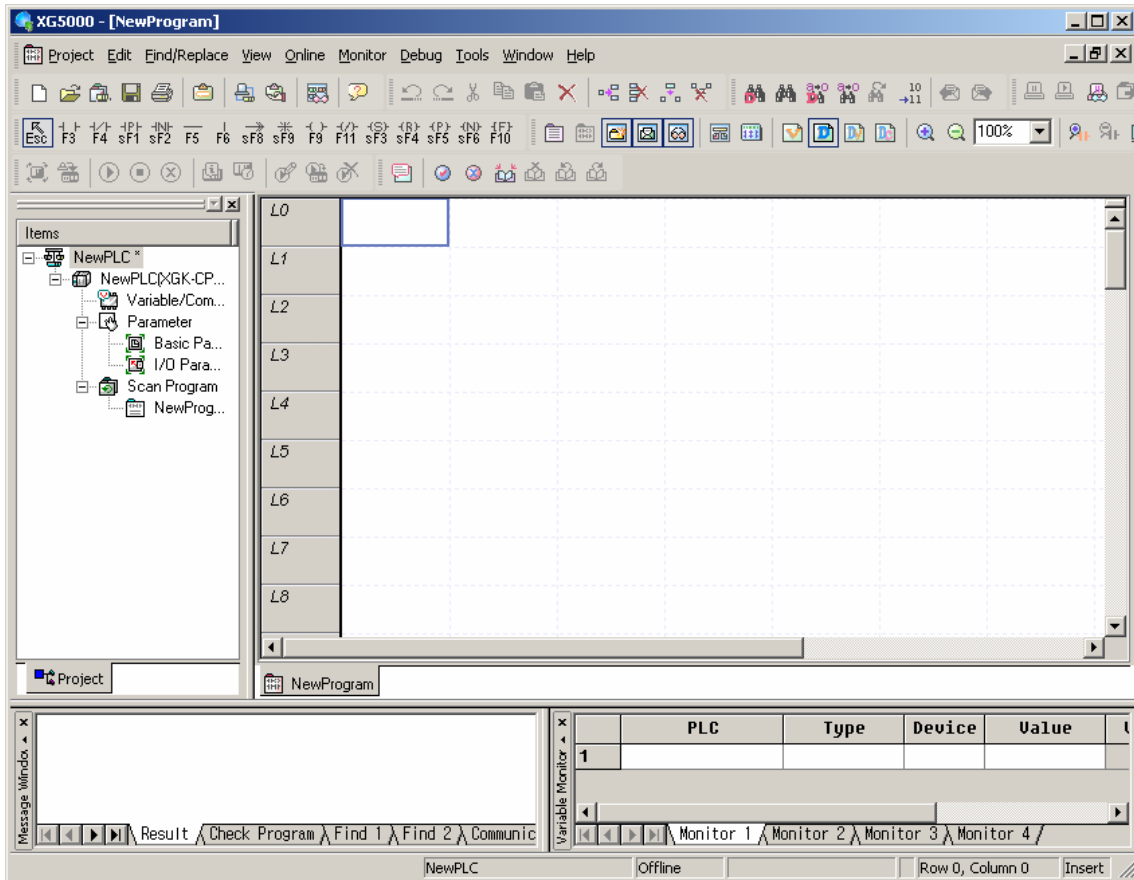 XG5000 - [NewProgram]
Project Edit Find/Replace View Online Monitor Debug Tools Window Help
Esc F3 F4 sF1 sF2 F5 F6 sF8 sF9 F9 F11 sF3 sF4 sF5 sF6 F10 100%
Items
NewPLC *
NewPLC(XGK-CP...
Variable/Com...
Parameter
Basic Pa...
I/O Para...
Scan Program
NewProg...
Project
L0
L1
L2
L3
L4
L5
L6
L7
L8
NewProgram
Message Window
Result Check Program Find 1 Find 2 Communic
Variable Monitor
PLC Type Device Value
1
Monitor 1 Monitor 2 Monitor 3 Monitor 4
NewPLC Offline Row 0, Column 0 Insert